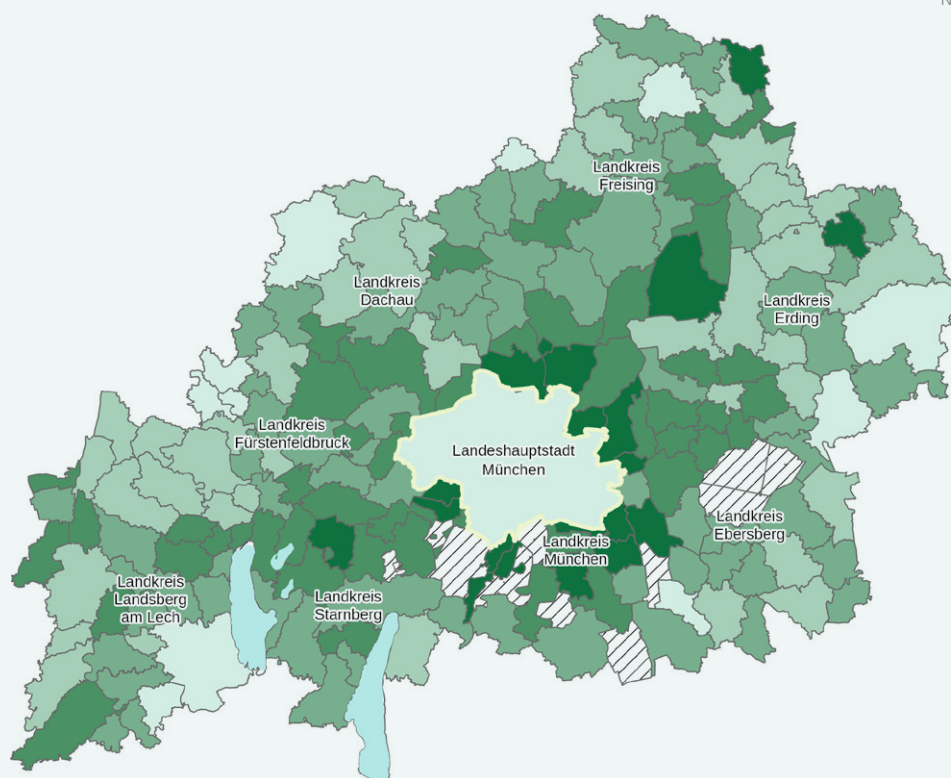 N
Landkreis
Freising
Landkreis
Dachau
Landkreis
Erding
Landkreis
Fürstenfeldbruck
Landeshauptstadt
München
Landkreis
Ebersberg
Landkreis
München
Landkreis
Landsberg
am Lech
Landkreis
Starnberg